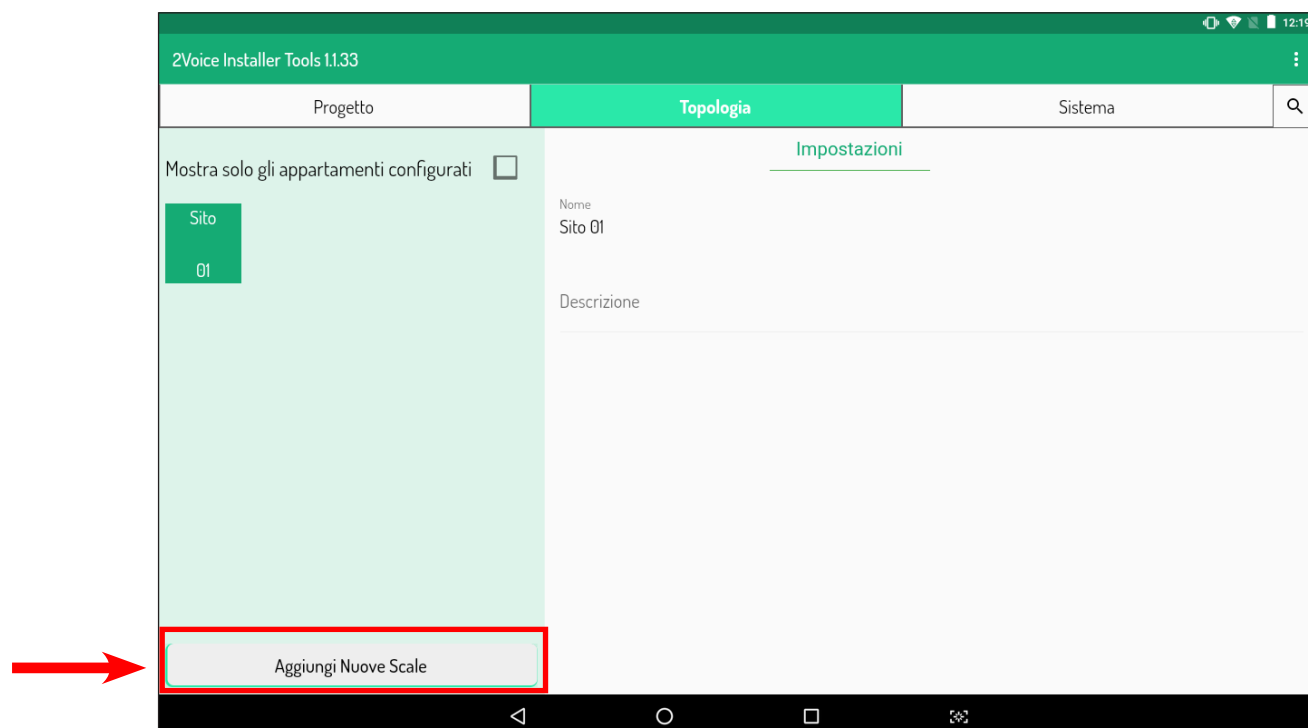 12:19
2Voice Installer Tools 1.1.33
Progetto
Topologia
Sistema
Mostra solo gli appartamenti configurati
Sito
01
Impostazioni
Nome
Sito 01
Descrizione
Aggiungi Nuove Scale